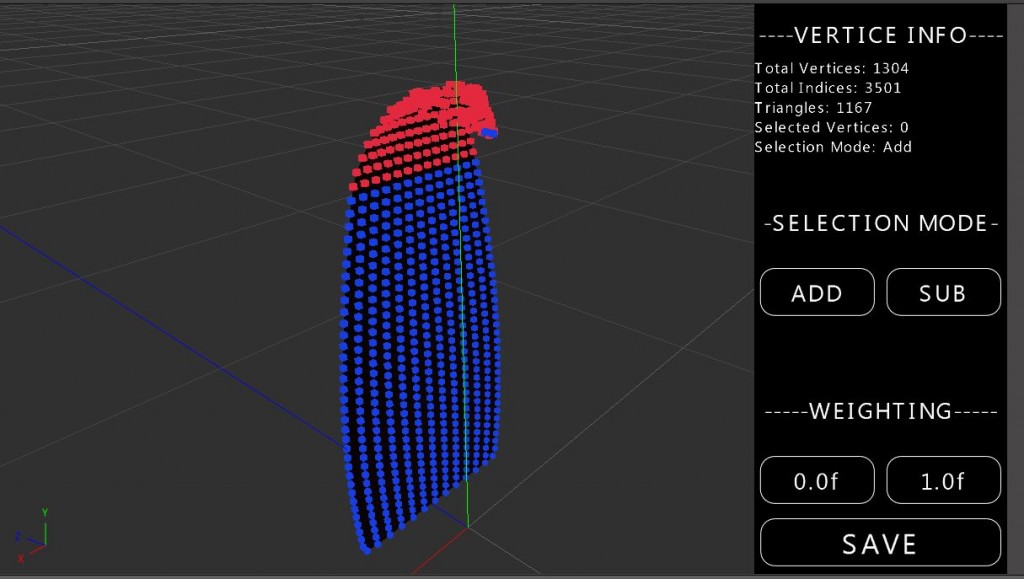 ----VERTICE INFO----
Total Vertices: 1304
Total Indices: 3501
Triangles: 1167
Selected Vertices: 0
Selection Mode: Add
-SELECTION MODE-
ADD SUB
-----WEIGHTING-----
0.0f 1.0f
SAVE
Y
Z
X